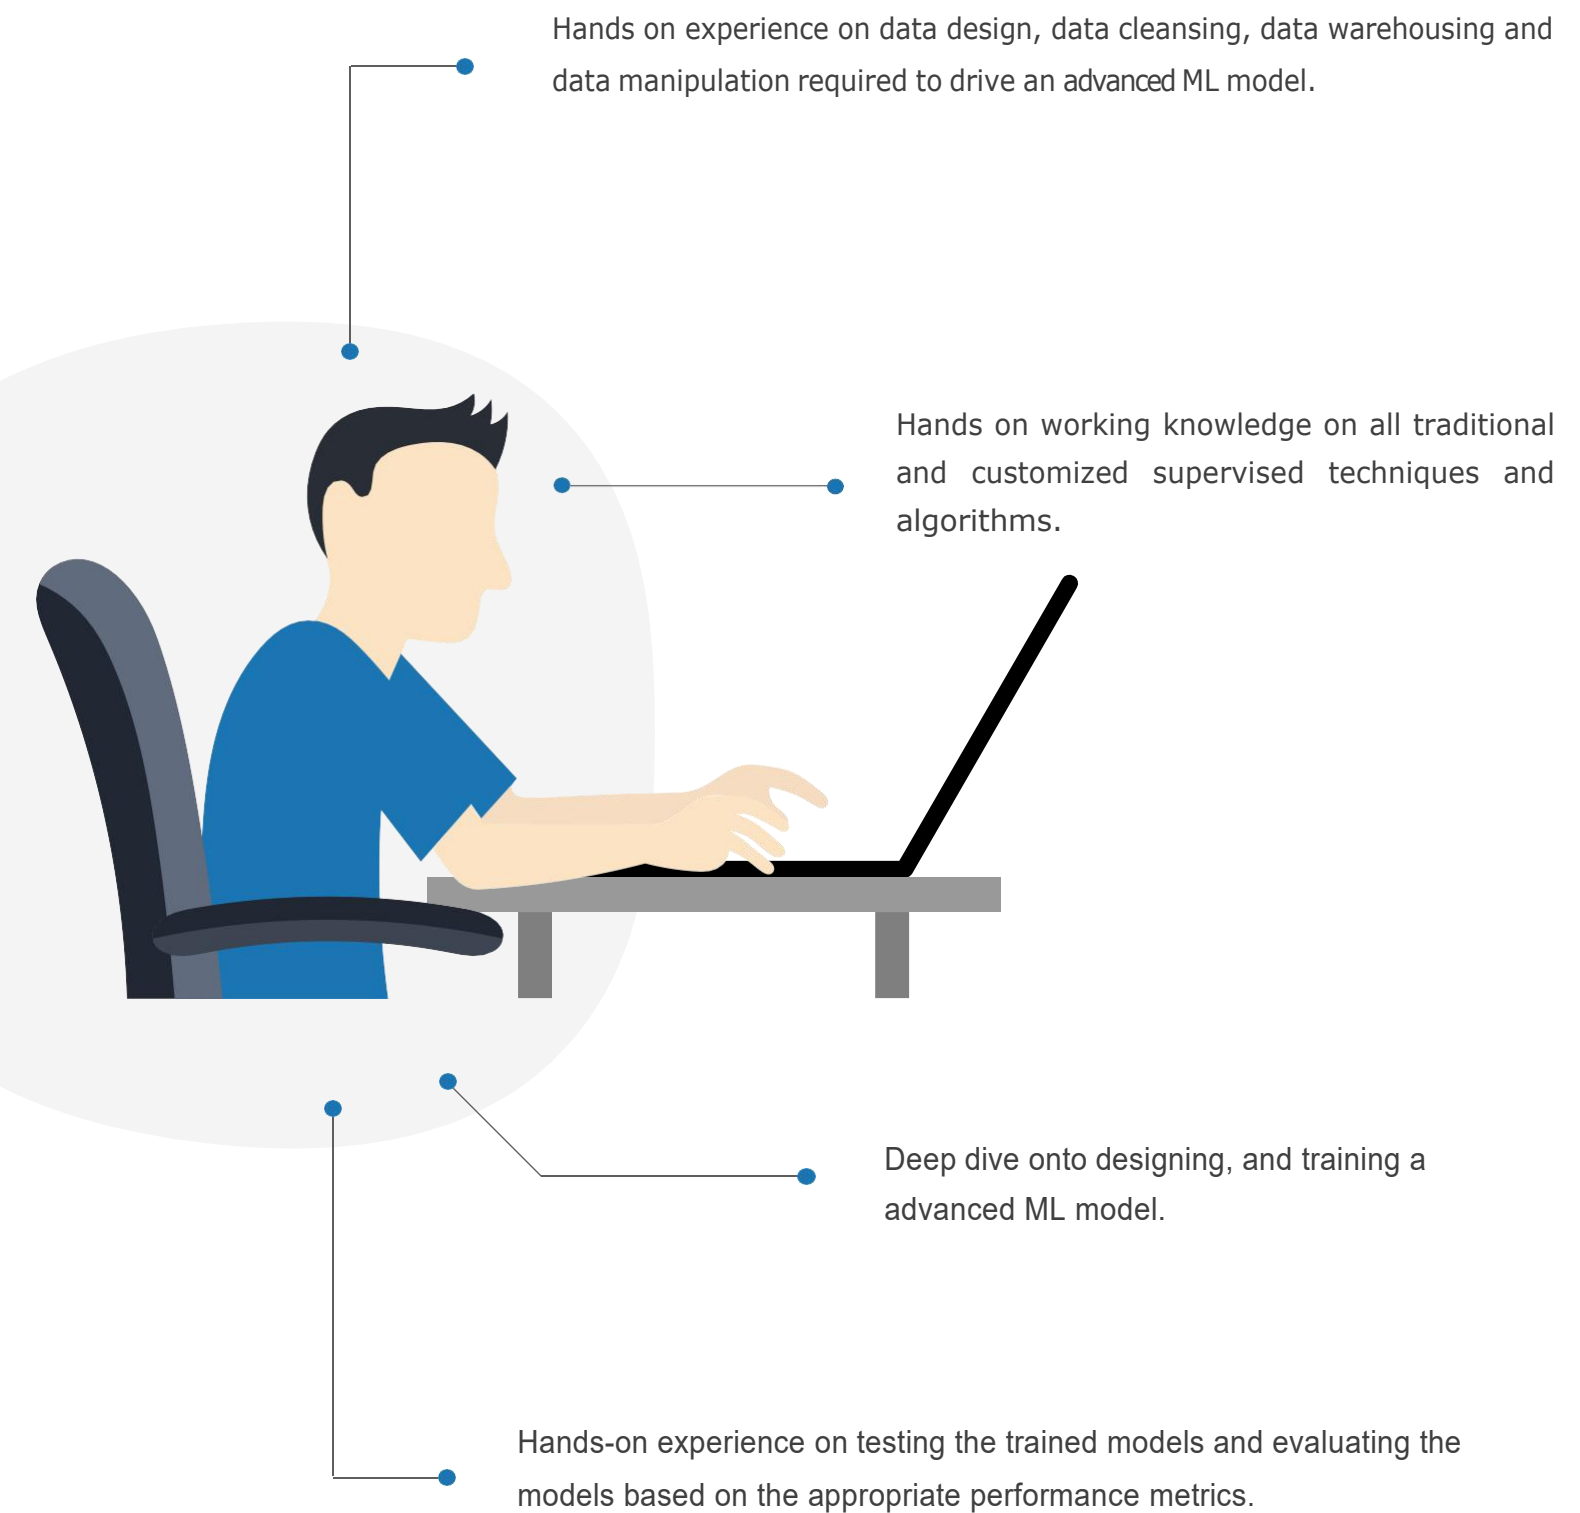 Hands on experience on data design, data cleansing, data warehousing and
data manipulation required to drive an advanced ML model.
Hands on working knowledge on all traditional
and customized supervised techniques and
algorithms.
Deep dive onto designing, and training a
advanced ML model.
Hands-on experience on testing the trained models and evaluating the
models based on the appropriate performance metrics.